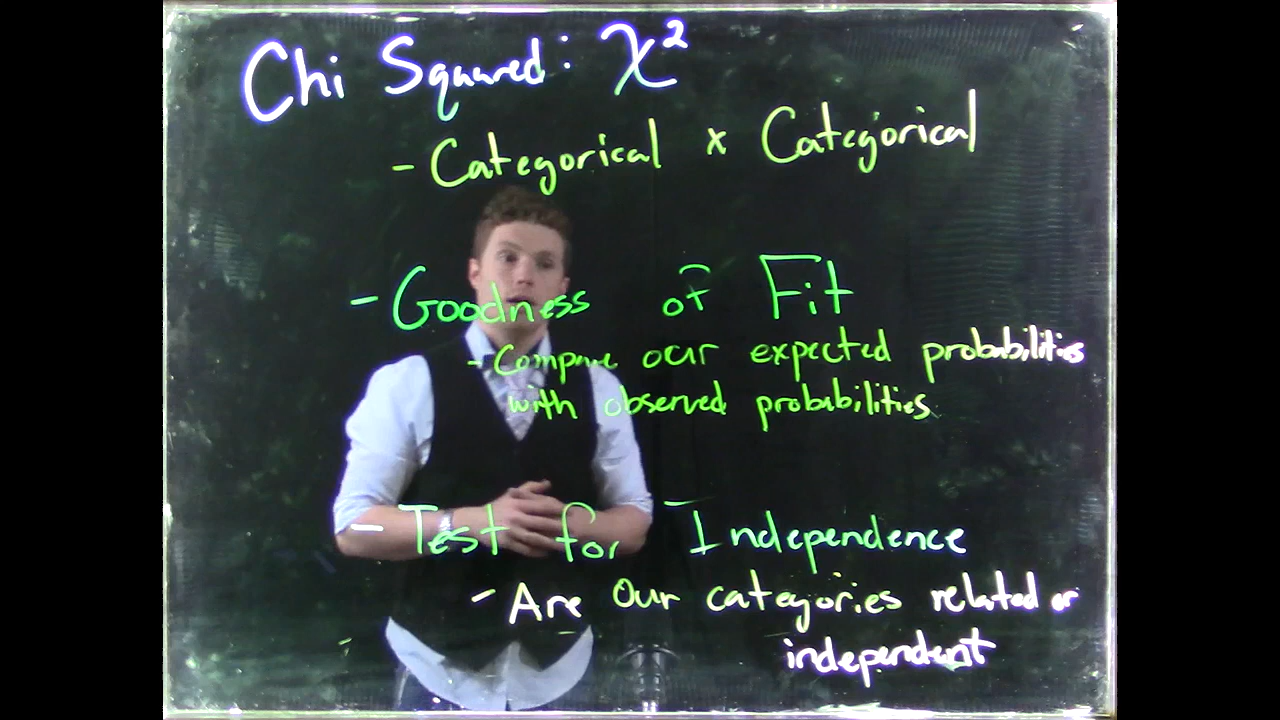 Chi Squared: χ²
- Categorical x Categorical
- Goodness of Fit
- Compare our expected probabilities
with observed probabilities
- Test for Independence
- Are our categories related or
independent